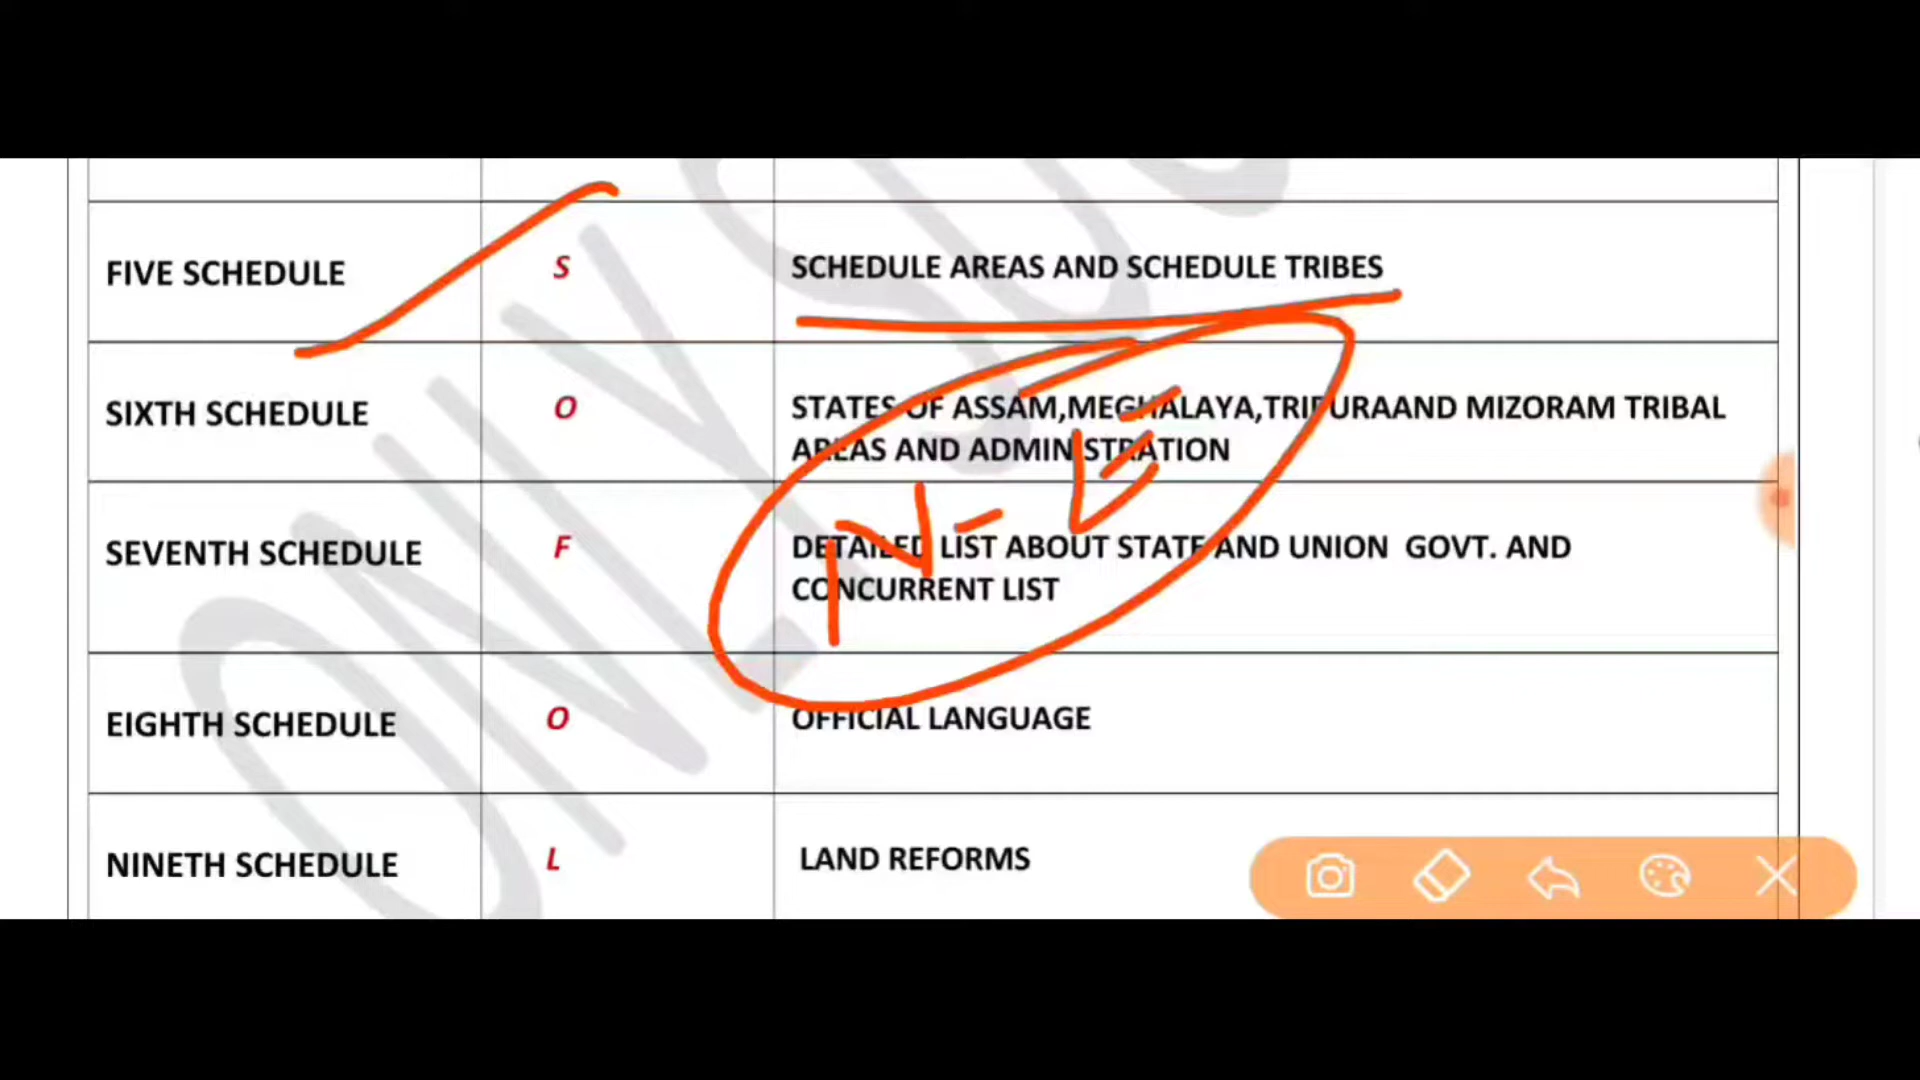 FIVE SCHEDULE
S
SCHEDULE AREAS AND SCHEDULE TRIBES
SIXTH SCHEDULE
O
STATES OF ASSAM,MEGHALAYA,TRIPURAAND MIZORAM TRIBAL
AREAS AND ADMINISTRATION
N-E
SEVENTH SCHEDULE
F
DETAILED LIST ABOUT STATE AND UNION GOVT. AND
CONCURRENT LIST
EIGHTH SCHEDULE
O
OFFICIAL LANGUAGE
NINETH SCHEDULE
L
LAND REFORMS
ONLY